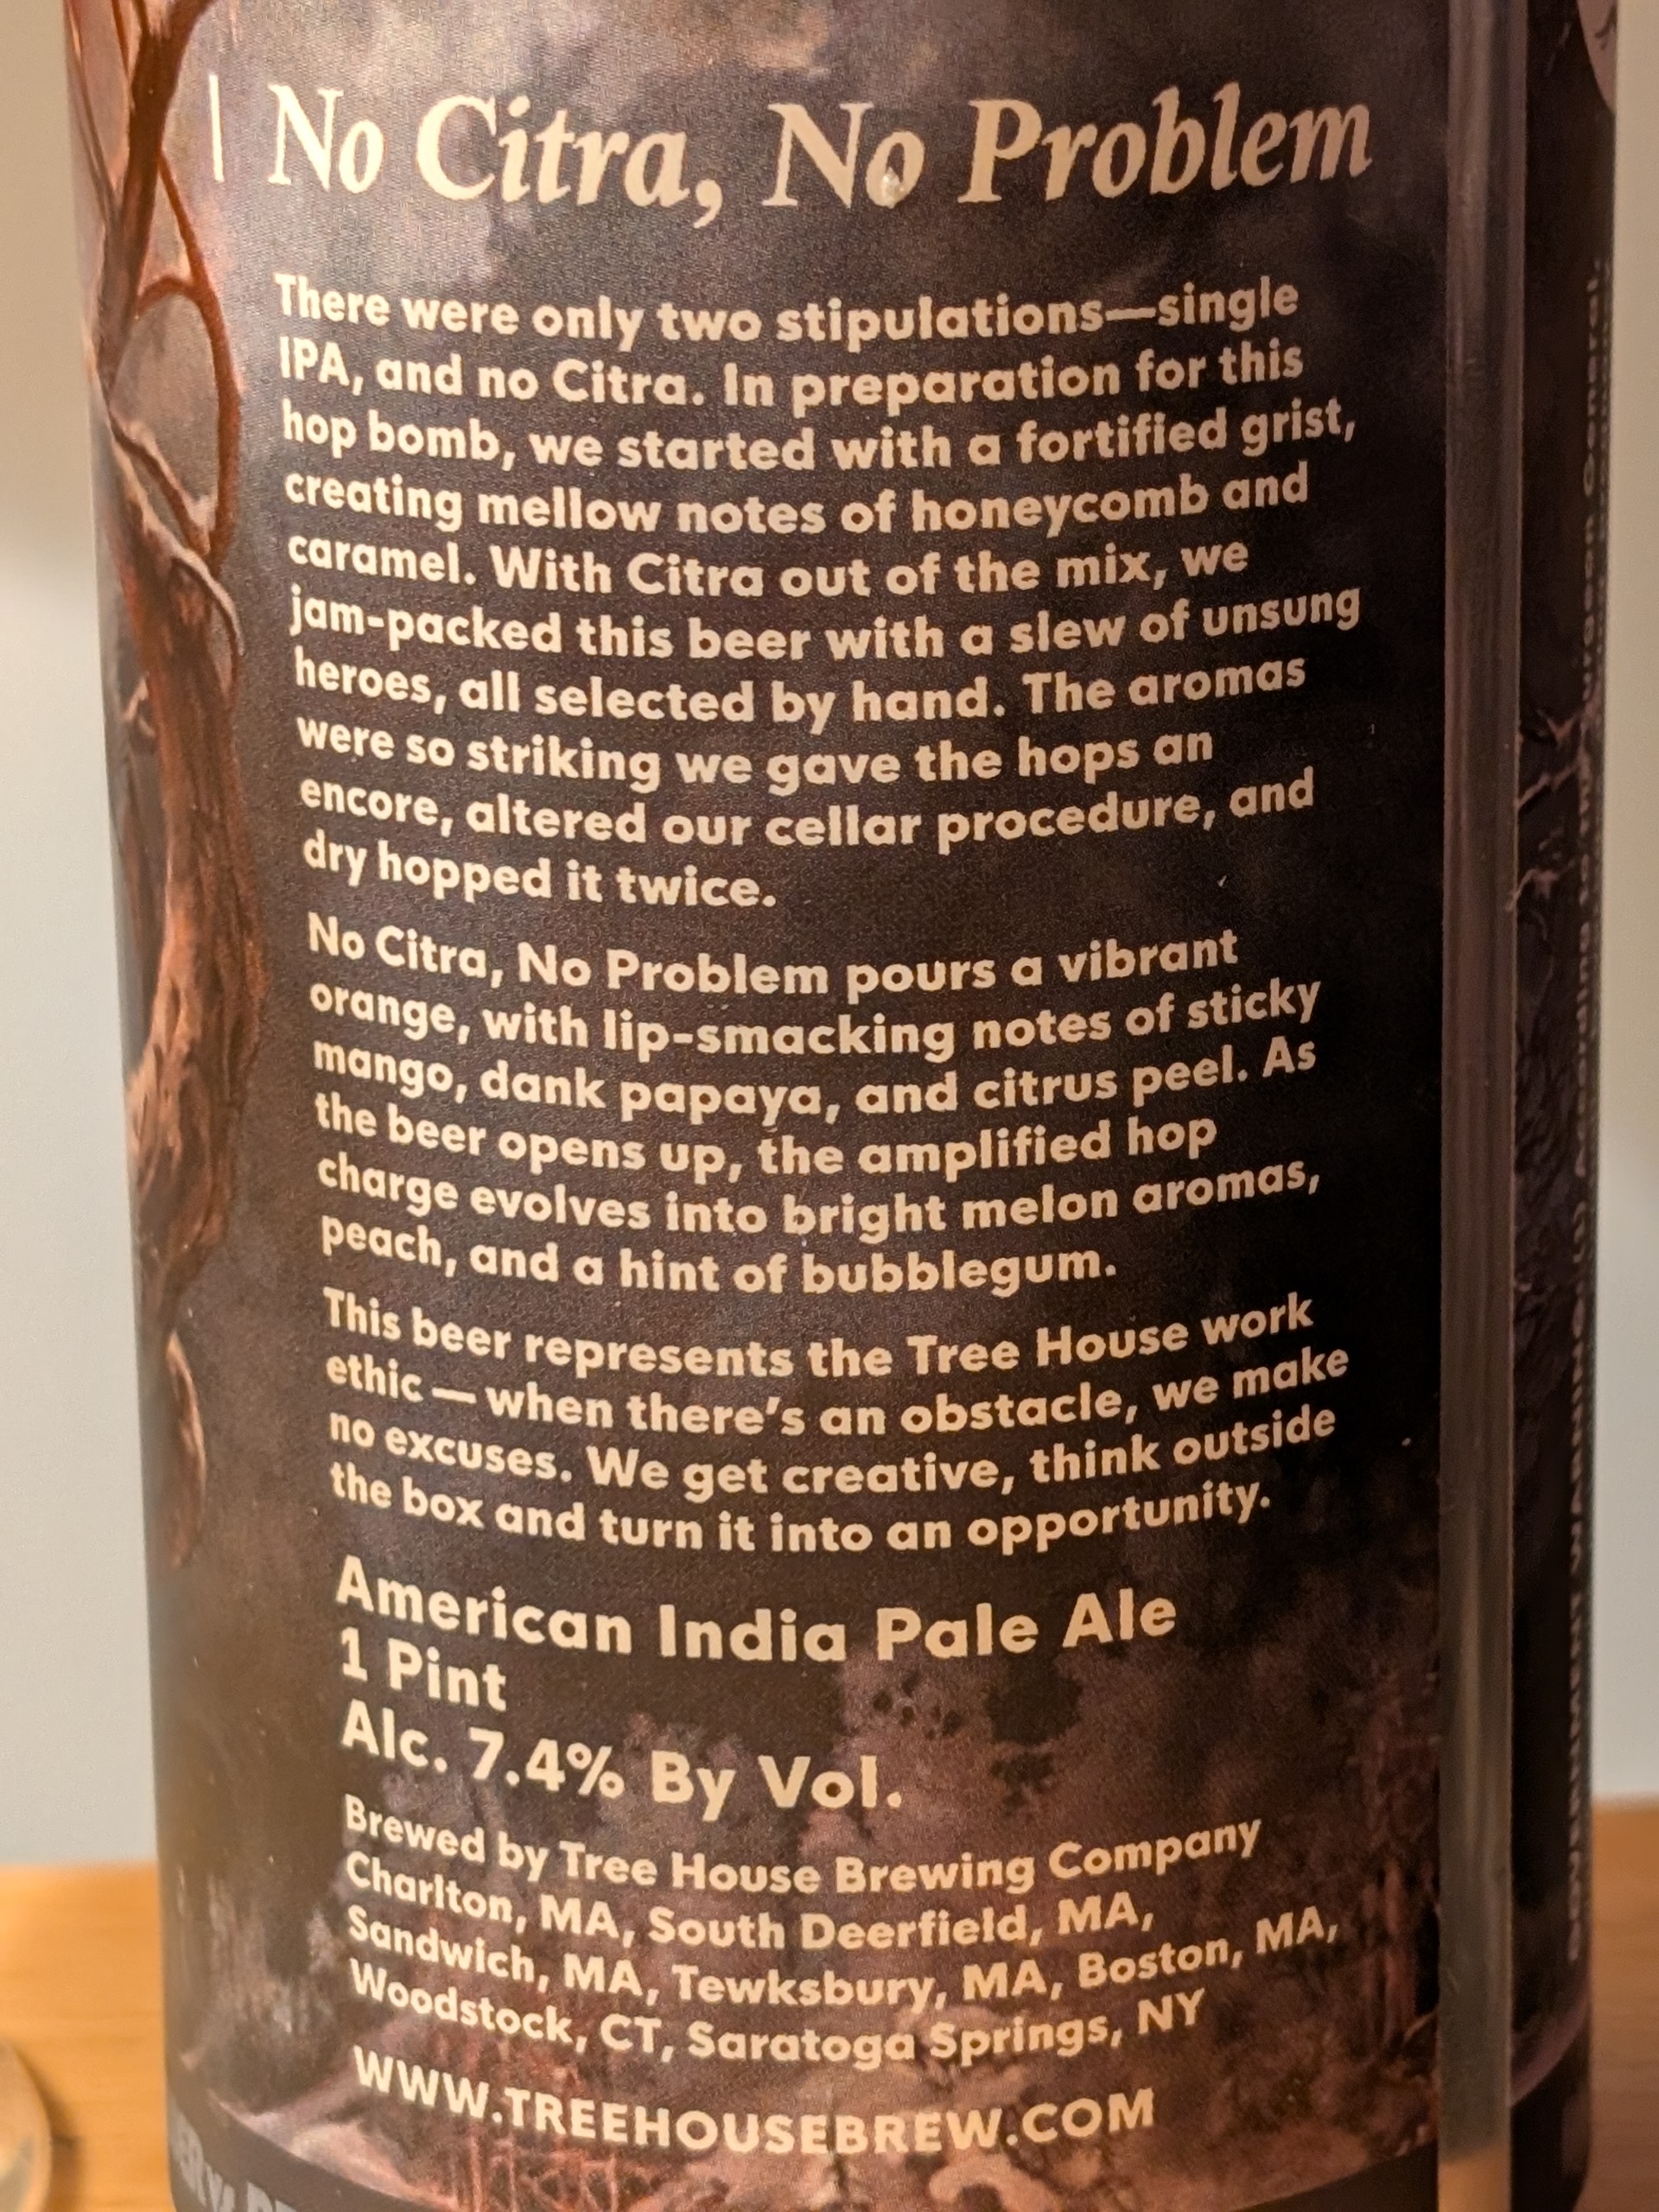 No Citra, No Problem
There were only two stipulations—single
IPA, and no Citra. In preparation for this
hop bomb, we started with a fortified grist,
creating mellow notes of honeycomb and
caramel. With Citra out of the mix, we
jam-packed this beer with a slew of unsung
heroes, all selected by hand. The aromas
were so striking we gave the hops an
encore, altered our cellar procedure, and
dry hopped it twice.
No Citra, No Problem pours a vibrant
orange, with lip-smacking notes of sticky
mango, dank papaya, and citrus peel. As
the beer opens up, the amplified hop
charge evolves into bright melon aromas,
peach, and a hint of bubblegum.
This beer represents the Tree House work
ethic — when there's an obstacle, we make
no excuses. We get creative, think outside
the box and turn it into an opportunity.
American India Pale Ale
1 Pint
Alc. 7.4% By Vol.
Brewed by Tree House Brewing Company
Charlton, MA, South Deerfield, MA,
Sandwich, MA, Tewksbury, MA, Boston, MA,
Woodstock, CT, Saratoga Springs, NY
WWW.TREEHOUSEBREW.COM